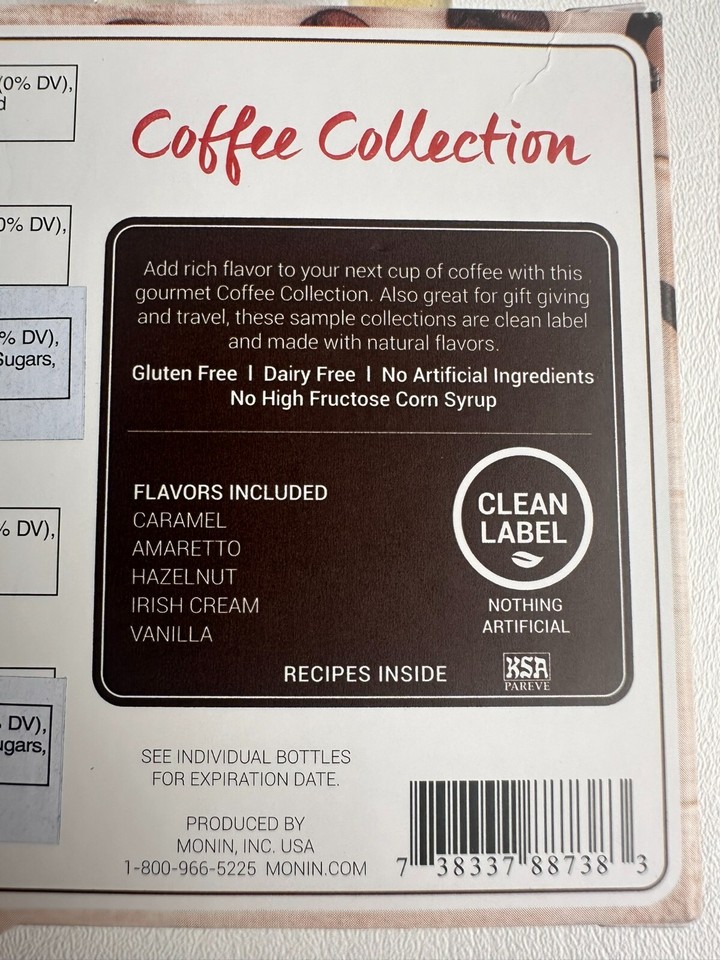 (0% DV),
d
0% DV),
% DV),
Sugars,
% DV),
DV),
ugars,
Coffee Collection
Add rich flavor to your next cup of coffee with this
gourmet Coffee Collection. Also great for gift giving
and travel, these sample collections are clean label
and made with natural flavors.
Gluten Free | Dairy Free | No Artificial Ingredients
No High Fructose Corn Syrup
FLAVORS INCLUDED
CARAMEL
AMARETTO
HAZELNUT
IRISH CREAM
VANILLA
CLEAN
LABEL
NOTHING
ARTIFICIAL
RECIPES INSIDE
KSA
PAREVE
SEE INDIVIDUAL BOTTLES
FOR EXPIRATION DATE.
PRODUCED BY
MONIN, INC. USA
1-800-966-5225 MONIN.COM
7 38337 88738 3